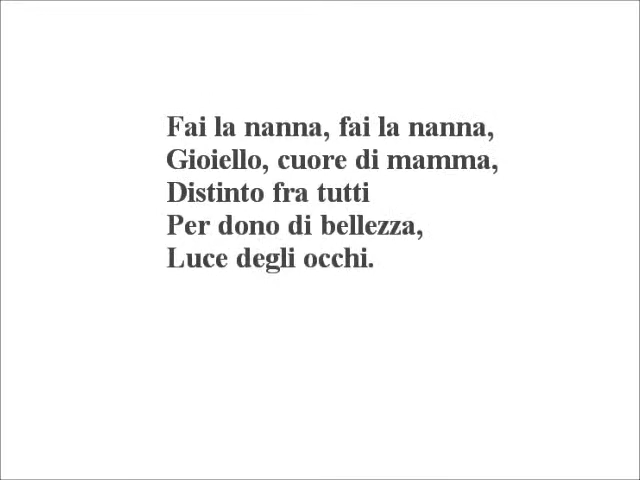 Fai la nanna, fai la nanna,
Gioiello, cuore di mamma,
Distinto fra tutti
Per dono di bellezza,
Luce degli occhi.